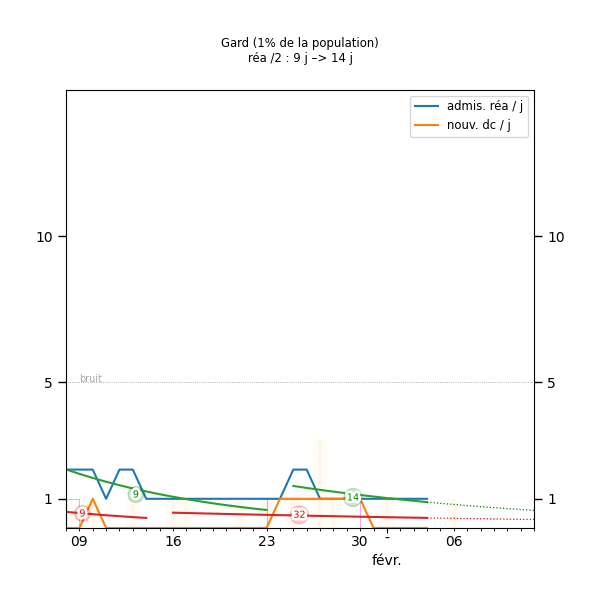 Gard (1% de la population)
réa /2 : 9 j –> 14 j
admis. réa / j
nouv. dc / j
10
10
bruit
5
5
1
1
9
14
9
32
09
16
23
30
-
06
févr.